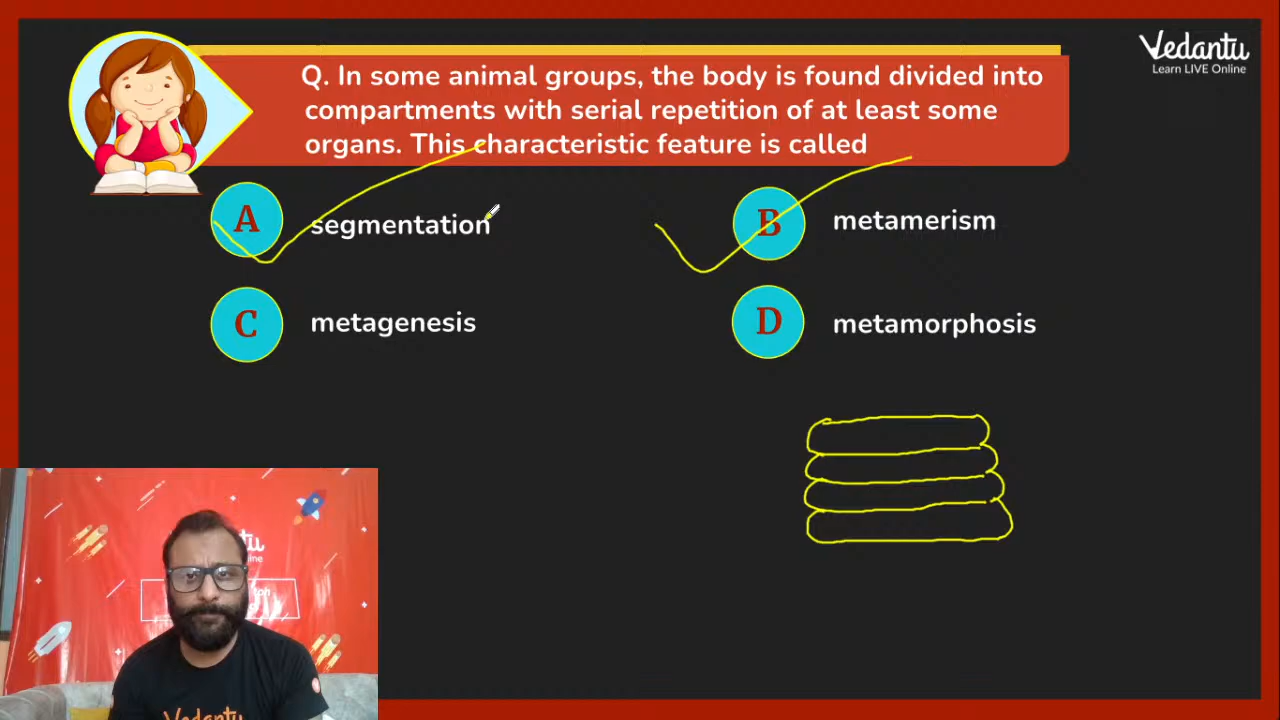 Vedantu
Learn LIVE Online
Q. In some animal groups, the body is found divided into
compartments with serial repetition of at least some
organs. This characteristic feature is called
A segmentation
B metamerism
C metagenesis
D metamorphosis
Vedantu